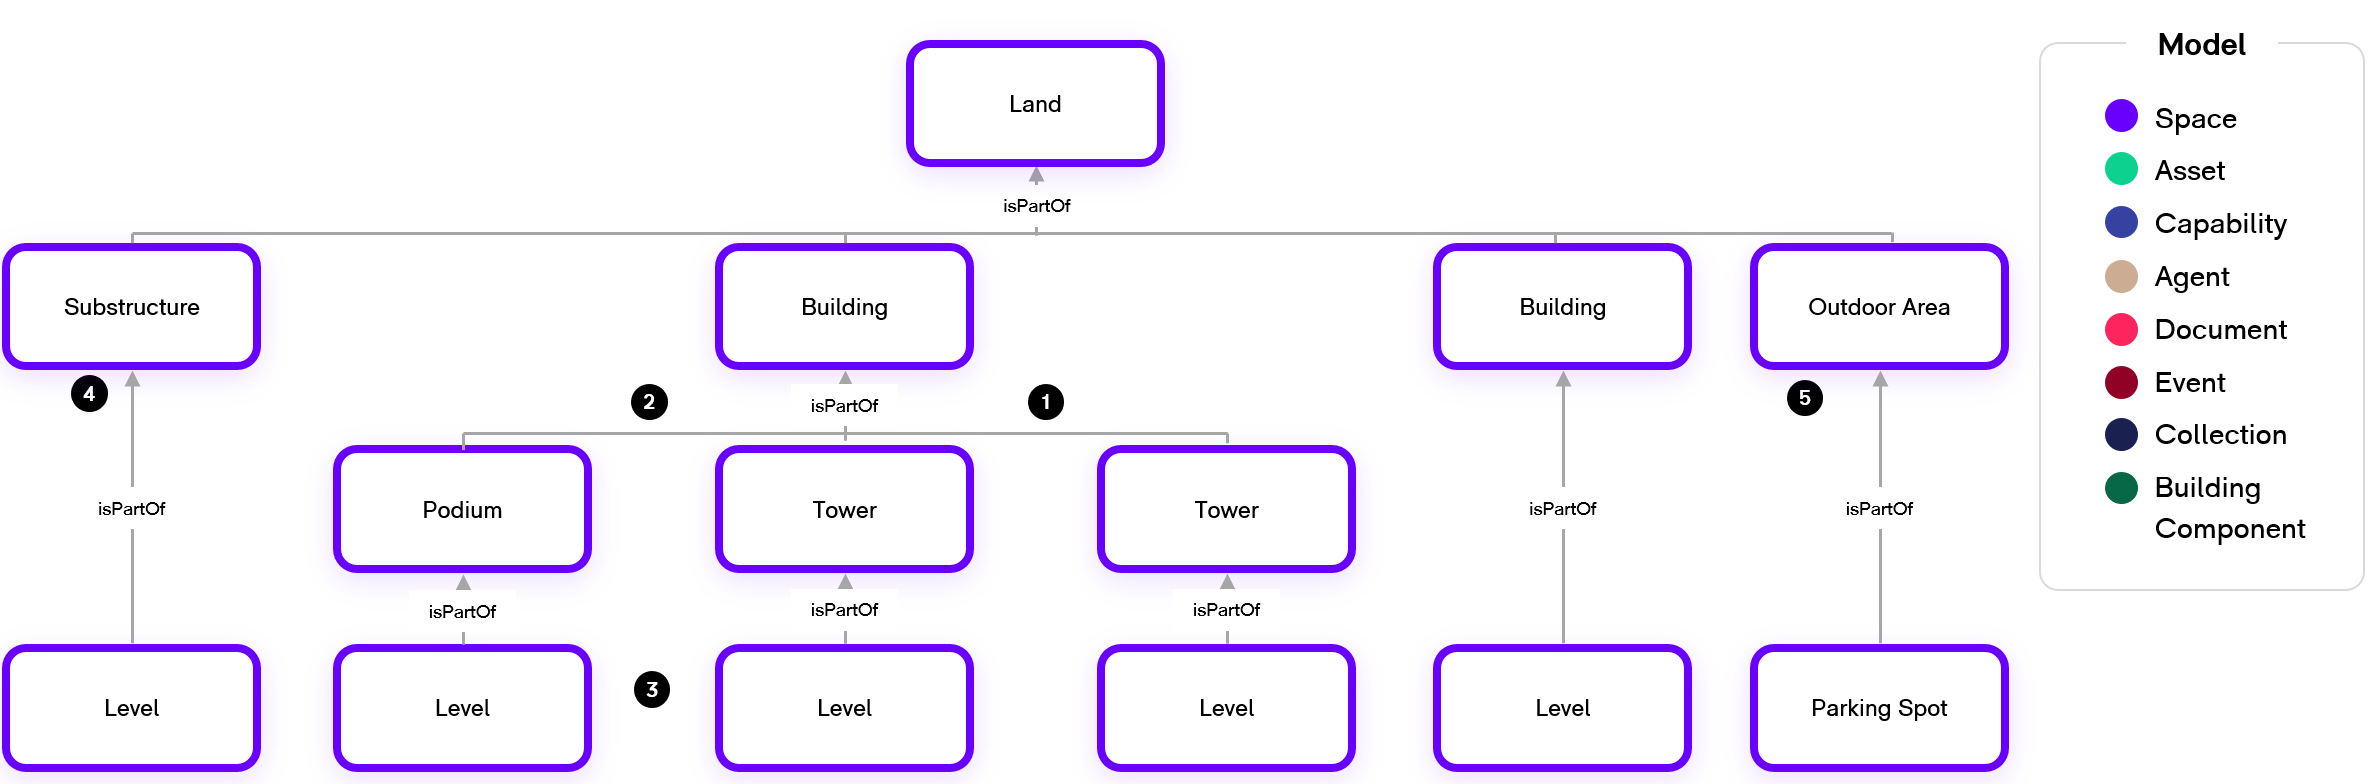 Model
Land
Space
Asset
isPartOf
Capability
Substructure
Building
Building
Outdoor Area
Agent
Document
4
2
isPartOf
1
5
Event
Collection
isPartOf
Podium
Tower
Tower
isPartOf
isPartOf
Building
Component
isPartOf
isPartOf
isPartOf
Level
Level
3
Level
Level
Level
Parking Spot